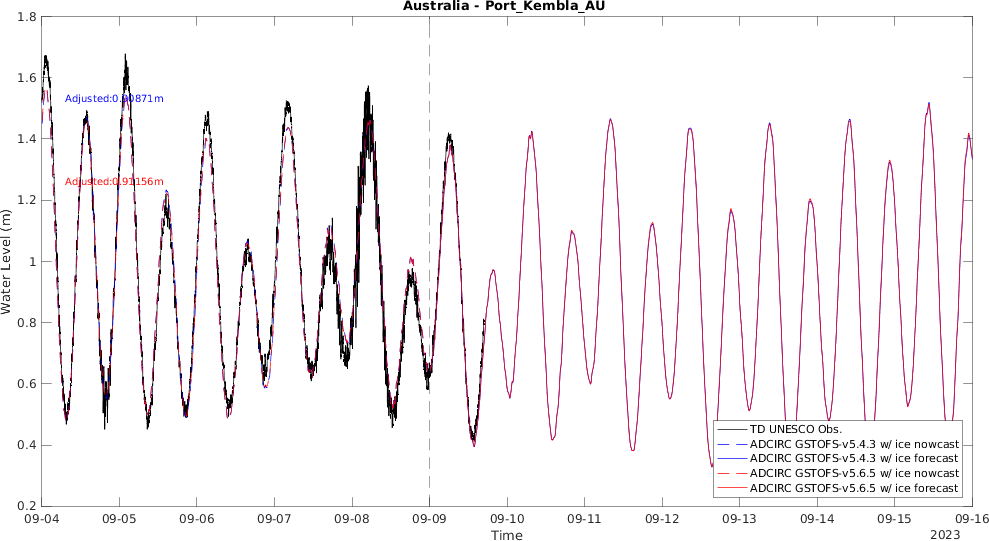 Australia - Port_Kembla_AU
Water Level (m)
1.8
1.6
1.4
1.2
1
0.8
0.6
0.4
0.2
Adjusted:0.90871m
Adjusted:0.91156m
TD UNESCO Obs.
ADCIRC GSTOFS-v5.4.3 w/ ice nowcast
ADCIRC GSTOFS-v5.4.3 w/ ice forecast
ADCIRC GSTOFS-v5.6.5 w/ ice nowcast
ADCIRC GSTOFS-v5.6.5 w/ ice forecast
09-04 09-05 09-06 09-07 09-08 09-09 09-10 09-11 09-12 09-13 09-14 09-15 09-16
Time
2023